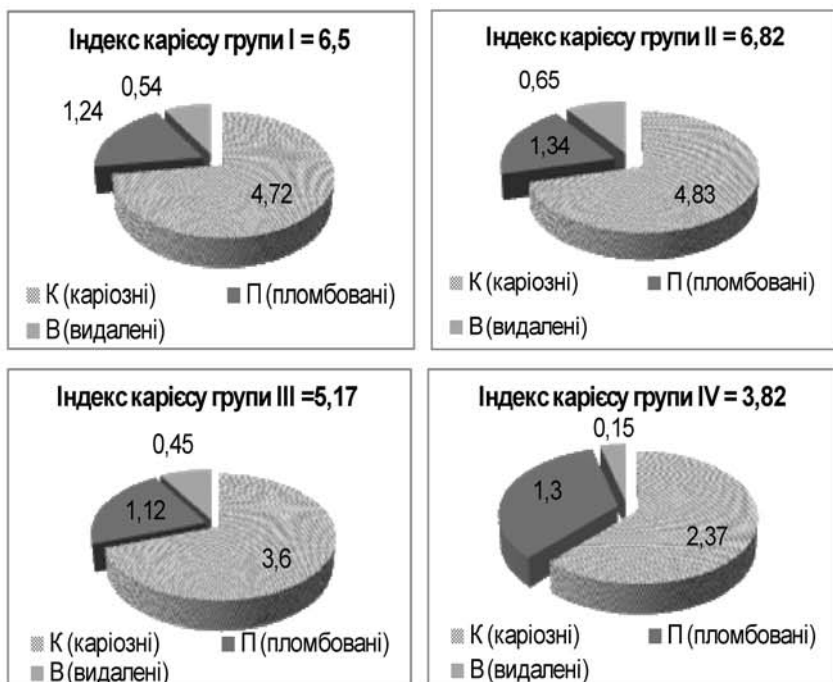 Індекс карієсу групи І = 6,5
0,54
1,24
4,72
К (каріозні) П (пломбовані)
В (видалені)
Індекс карієсу групи ІІ = 6,82
0,65
1,34
4,83
К (каріозні) П (пломбовані)
В (видалені)
Індекс карієсу групи ІІІ =5,17
0,45
1,12
3,6
К (каріозні) П (пломбовані)
В (видалені)
Індекс карієсу групи IV = 3,82
0,15
1,3
2,37
К (каріозні) П (пломбовані)
В (видалені)